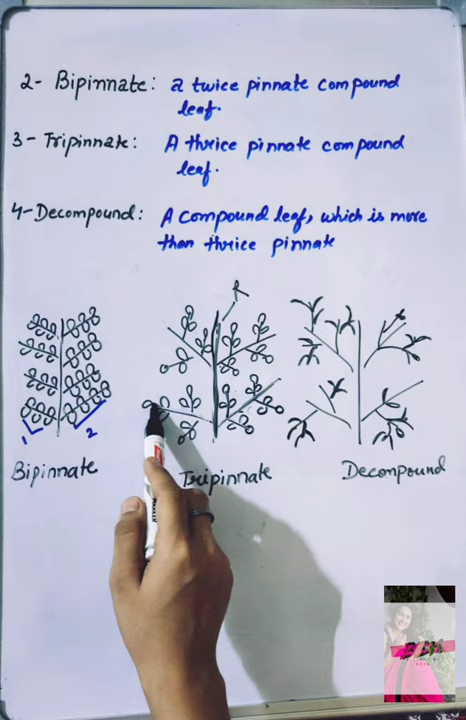 2- Bipinnate: a twice pinnate compound
leaf.
3- Tripinnate: A thrice pinnate compound
leaf.
4-Decompound: A compound leaf, which is more
than thrice pinnate
R
1
2
Bipinnate
Tripinnate
Decompound